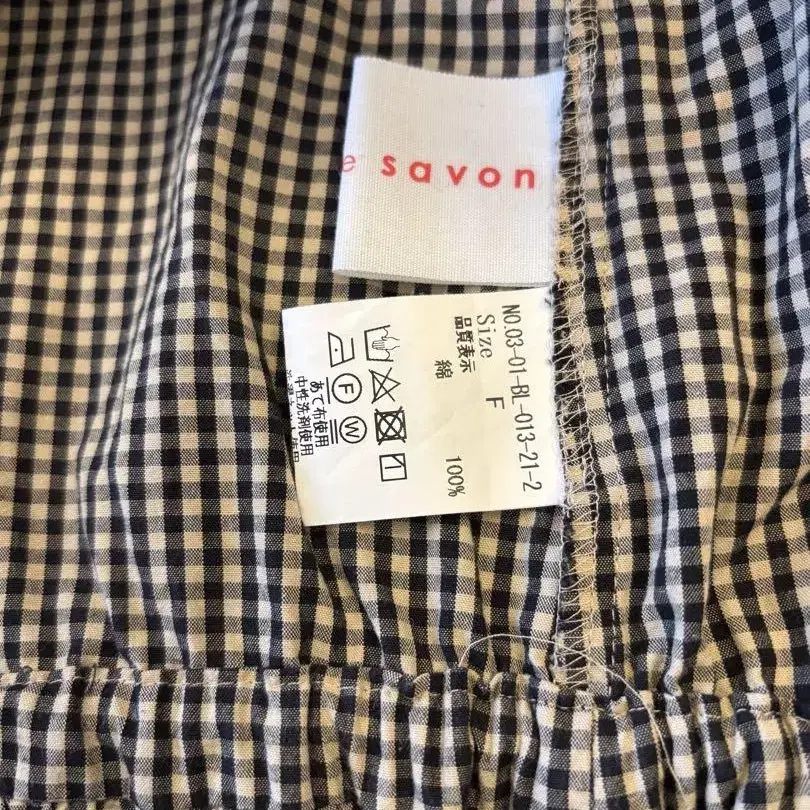 e savon
NO.03-01-BL-013-21-2
Size F
品質表示
綿 100%
F
W
あて布使用
中性洗剤使用